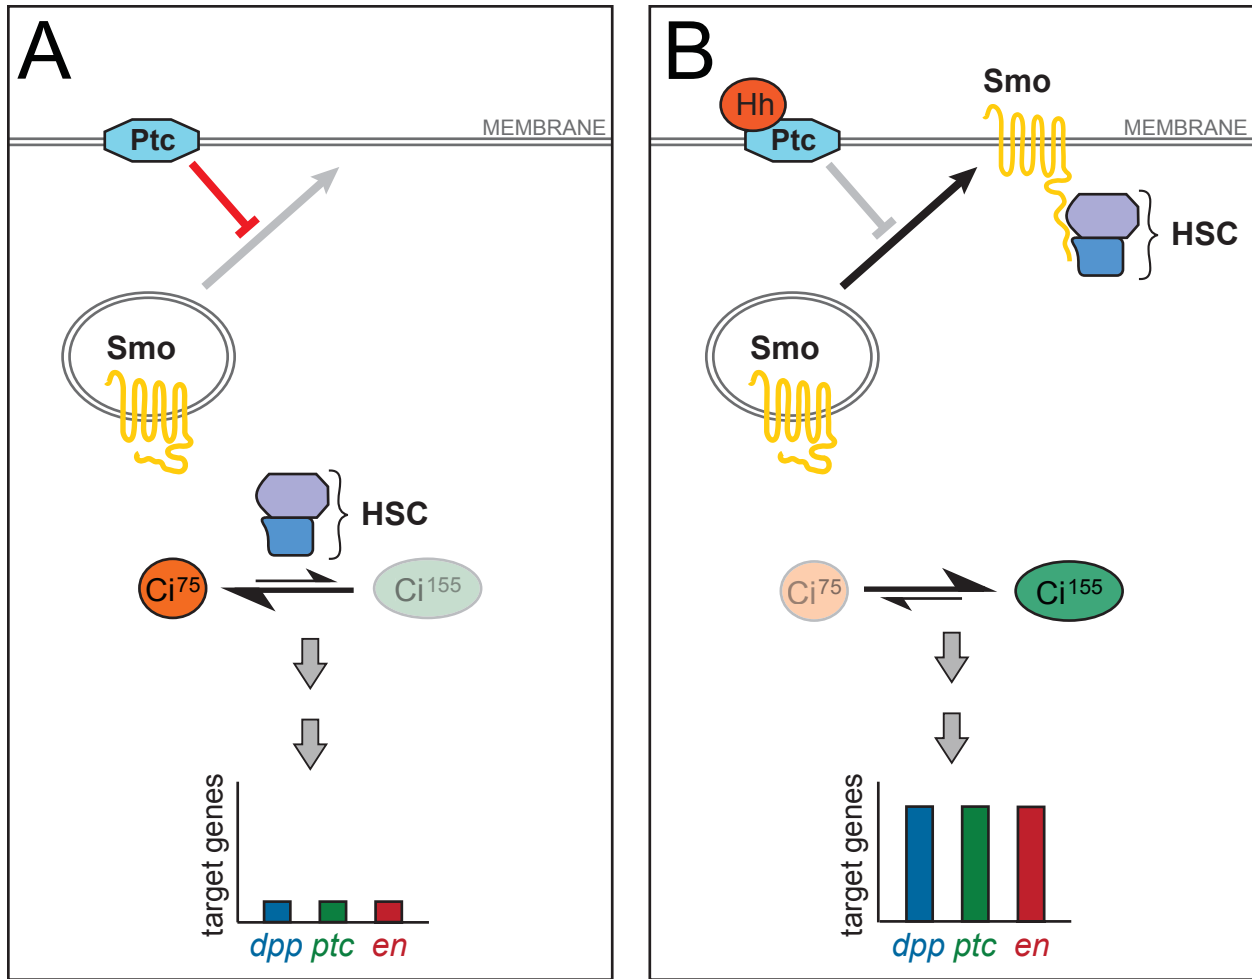 A
Ptc
MEMBRANE
Smo
HSC
Ci75
Ci155
target genes
dpp ptc en
B
Smo
Hh
Ptc
MEMBRANE
HSC
Smo
Ci75
Ci155
target genes
dpp ptc en